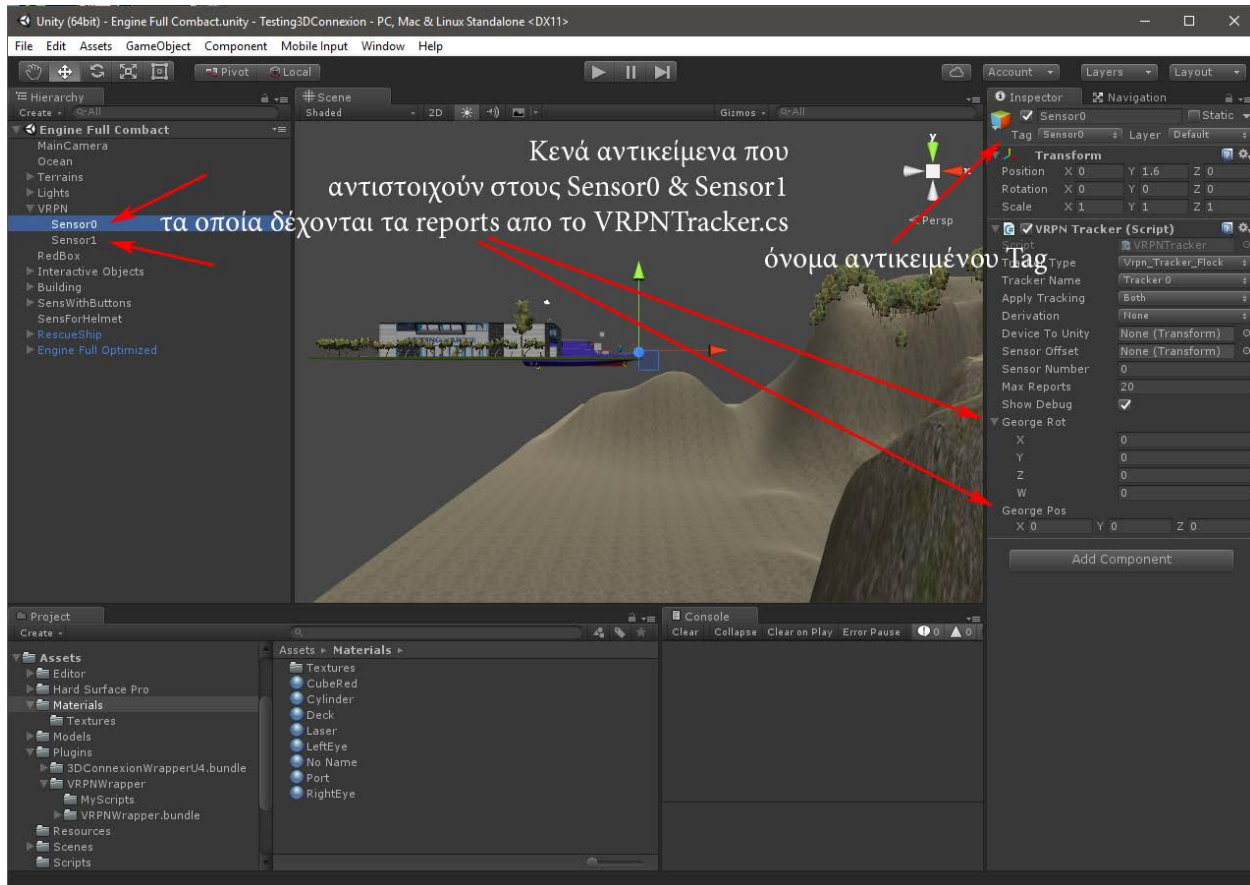 Unity (64bit) - Engine Full Combact.unity - Testing3DConnexion - PC, Mac & Linux Standalone <DX11>
File Edit Assets GameObject Component Mobile Input Window Help
Pivot Local Account Layers Layout
Hierarchy
Create All
Engine Full Combact
MainCamera
Ocean
Terrains
Lights
VRPN
Sensor0
Sensor1
RedBox
Interactive Objects
Building
SensWithButtons
SensForHelmet
RescueShip
Engine Full Optimized
Scene
Shaded 2D Gizmos All
y
x
Persp
Κενά αντικείμενα που
αντιστοιχούν στους Sensor0 & Sensor1
τα οποία δέχονται τα reports απο το VRPNTracker.cs
όνομα αντικειμένου Tag
Inspector Navigation
Sensor0 Static
Tag Sensor0 Layer Default
Transform
Position X 0 Y 1.6 Z 0
Rotation X 0 Y 0 Z 0
Scale X 1 Y 1 Z 1
VRPN Tracker (Script)
Script VRPNTracker
Tracker Type Vrpn_Tracker_Flock
Tracker Name Tracker 0
Apply Tracking Both
Derivation None
Device To Unity None (Transform)
Sensor Offset None (Transform)
Sensor Number 0
Max Reports 20
Show Debug
George Rot
X 0
Y 0
Z 0
W 0
George Pos
X 0 Y 0 Z 0
Add Component
Project
Create
Assets
Editor
Hard Surface Pro
Materials
Textures
Models
Plugins
3DConnexionWrapperU4.bundle
VRPNWrapper
MyScripts
VRPNWrapper.bundle
Resources
Scenes
Scripts
Assets Materials
Textures
CubeRed
Cylinder
Deck
Laser
LeftEye
No Name
Port
RightEye
Console
Clear Collapse Clear on Play Error Pause 0 0